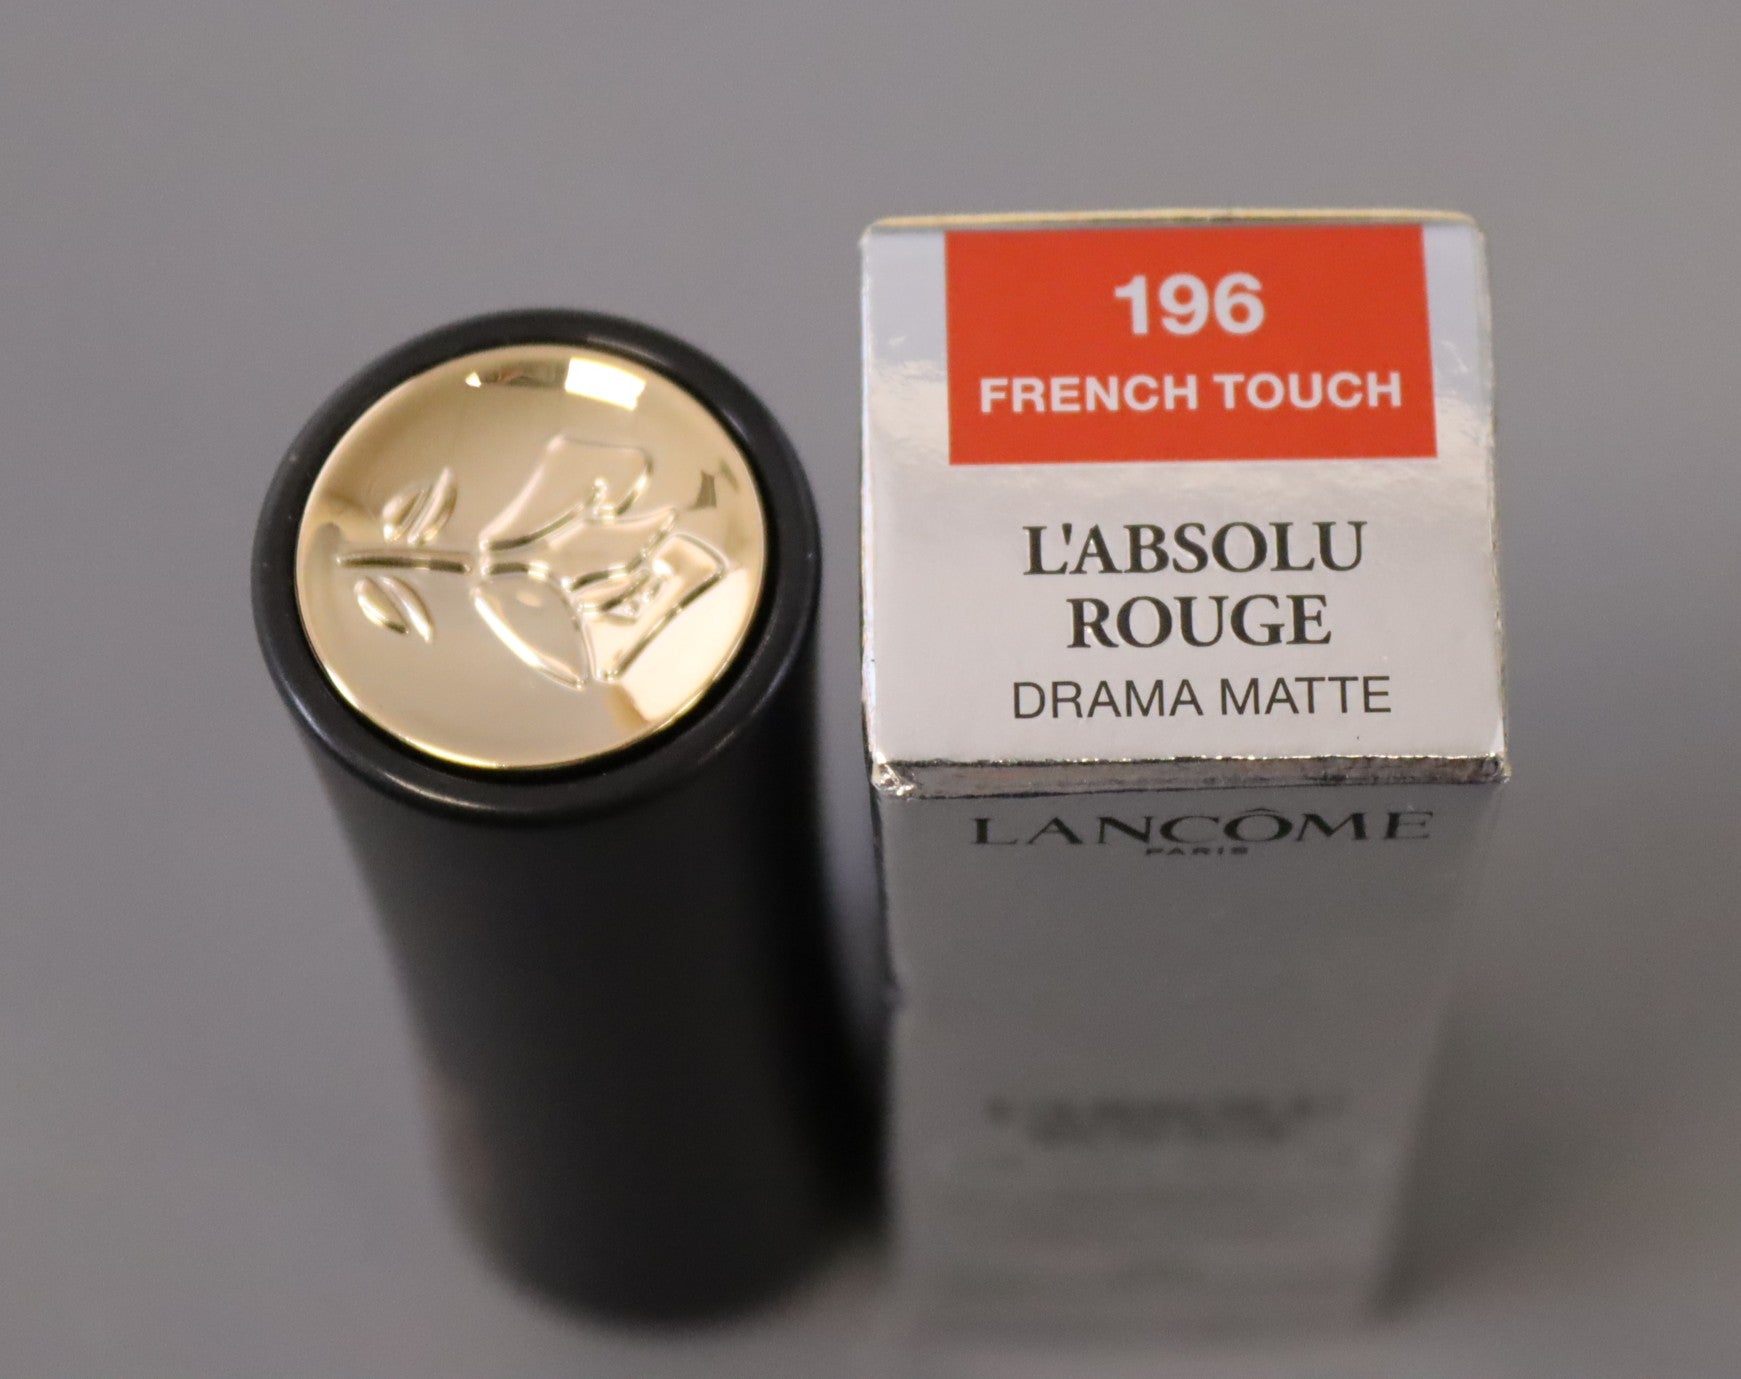 196
FRENCH TOUCH
L'ABSOLU
ROUGE
DRAMA MATTE
LANCÔME
PARIS